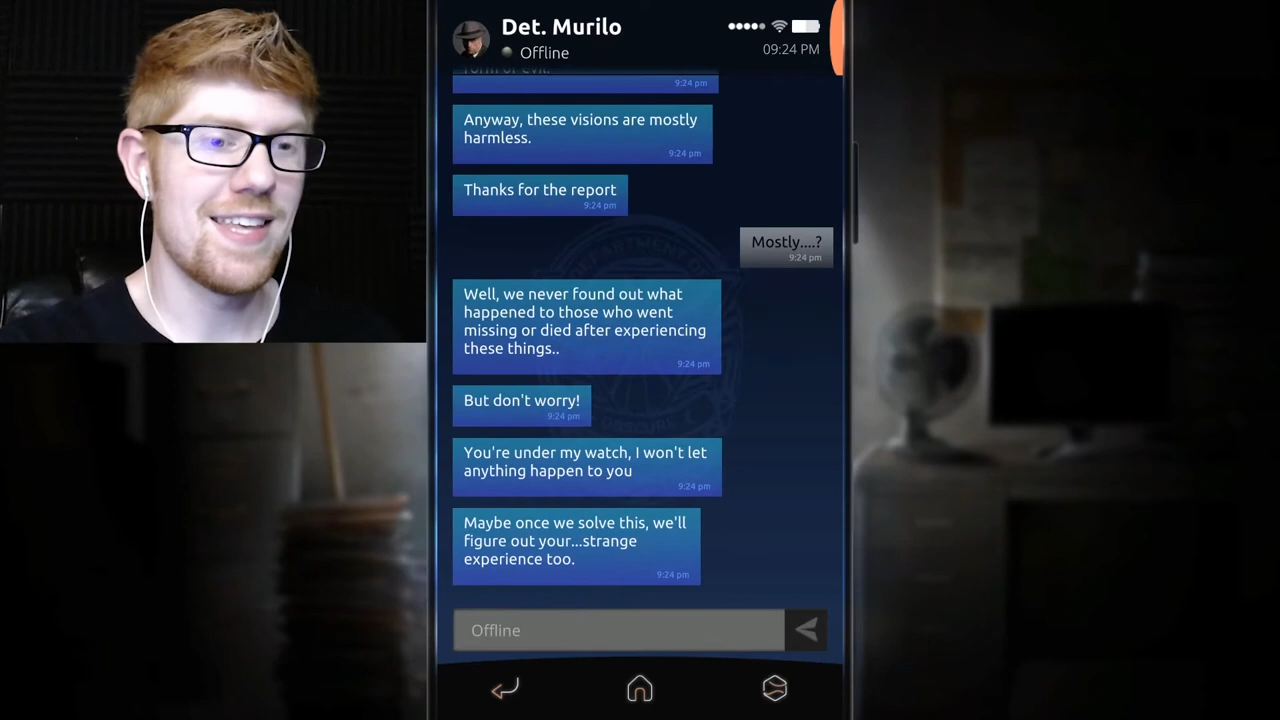 Det. Murilo
Offline
09:24 PM
9:24 pm
Anyway, these visions are mostly
harmless.
9:24 pm
Thanks for the report
9:24 pm
Mostly....?
9:24 pm
Well, we never found out what
happened to those who went
missing or died after experiencing
these things..
9:24 pm
But don't worry!
9:24 pm
You're under my watch, I won't let
anything happen to you
9:24 pm
Maybe once we solve this, we'll
figure out your...strange
experience too.
9:24 pm
Offline